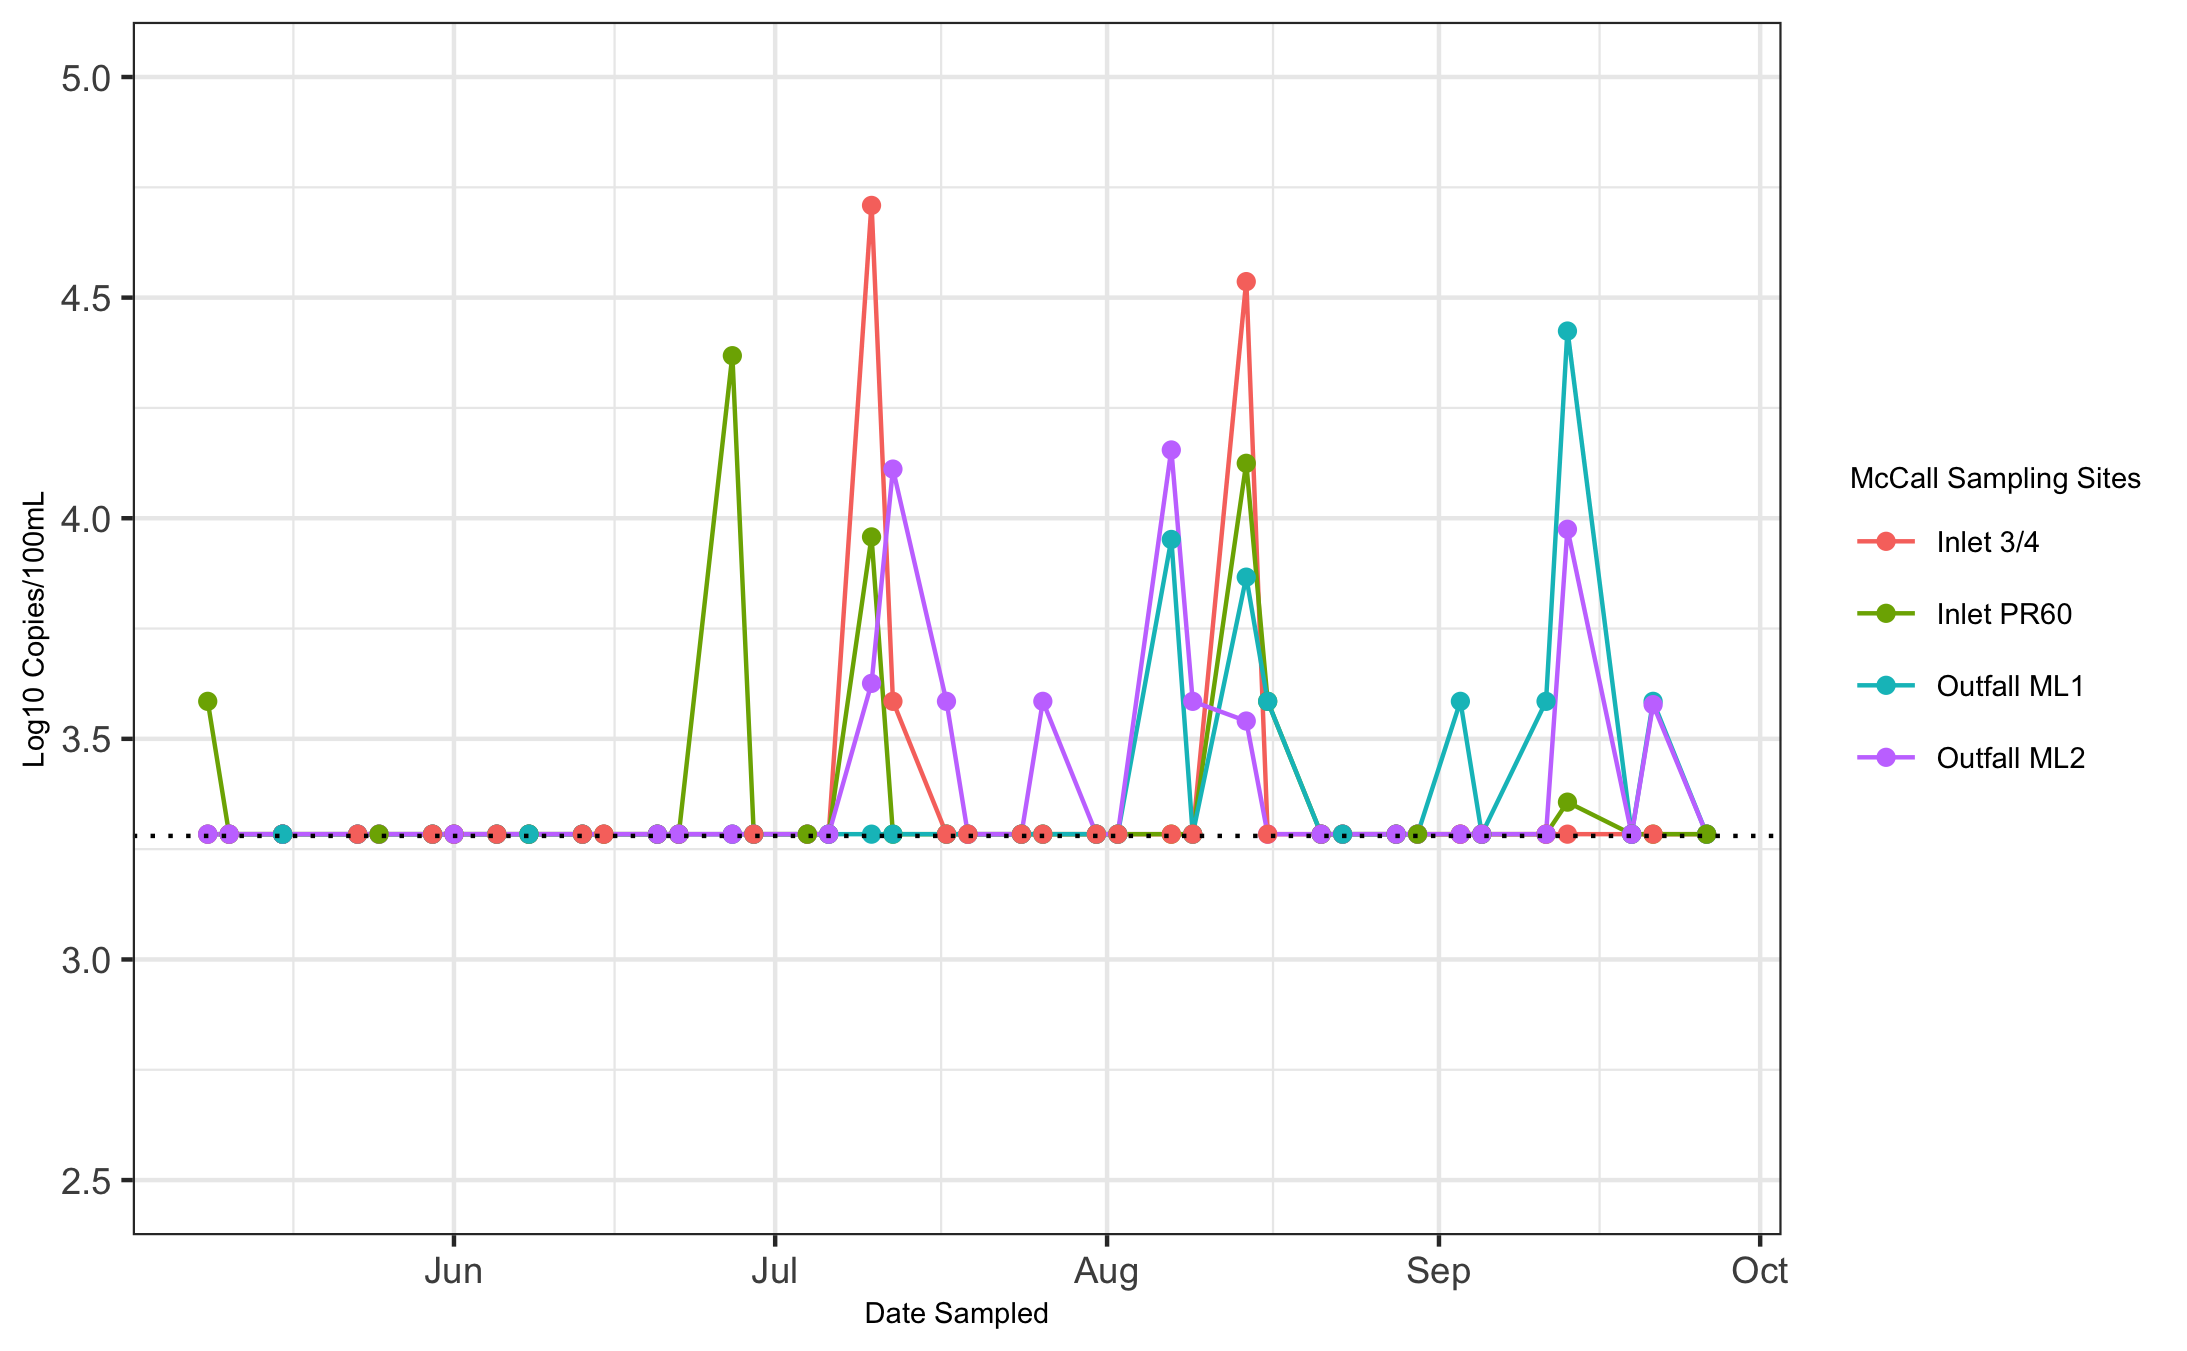 5.0
4.5
4.0
3.5
3.0
2.5
Log10 Copies/100mL
Jun
Jul
Aug
Sep
Oct
Date Sampled
McCall Sampling Sites
Inlet 3/4
Inlet PR60
Outfall ML1
Outfall ML2